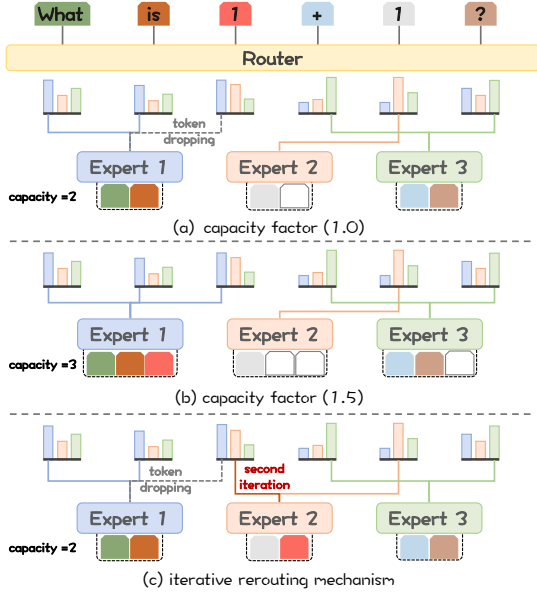 What is 1 + 1 ?
Router
token
dropping
Expert 1 Expert 2 Expert 3
capacity =2
(a) capacity factor (1.0)
Expert 1 Expert 2 Expert 3
capacity =3
(b) capacity factor (1.5)
token
dropping
second
iteration
Expert 1 Expert 2 Expert 3
capacity =2
(c) iterative rerouting mechanism